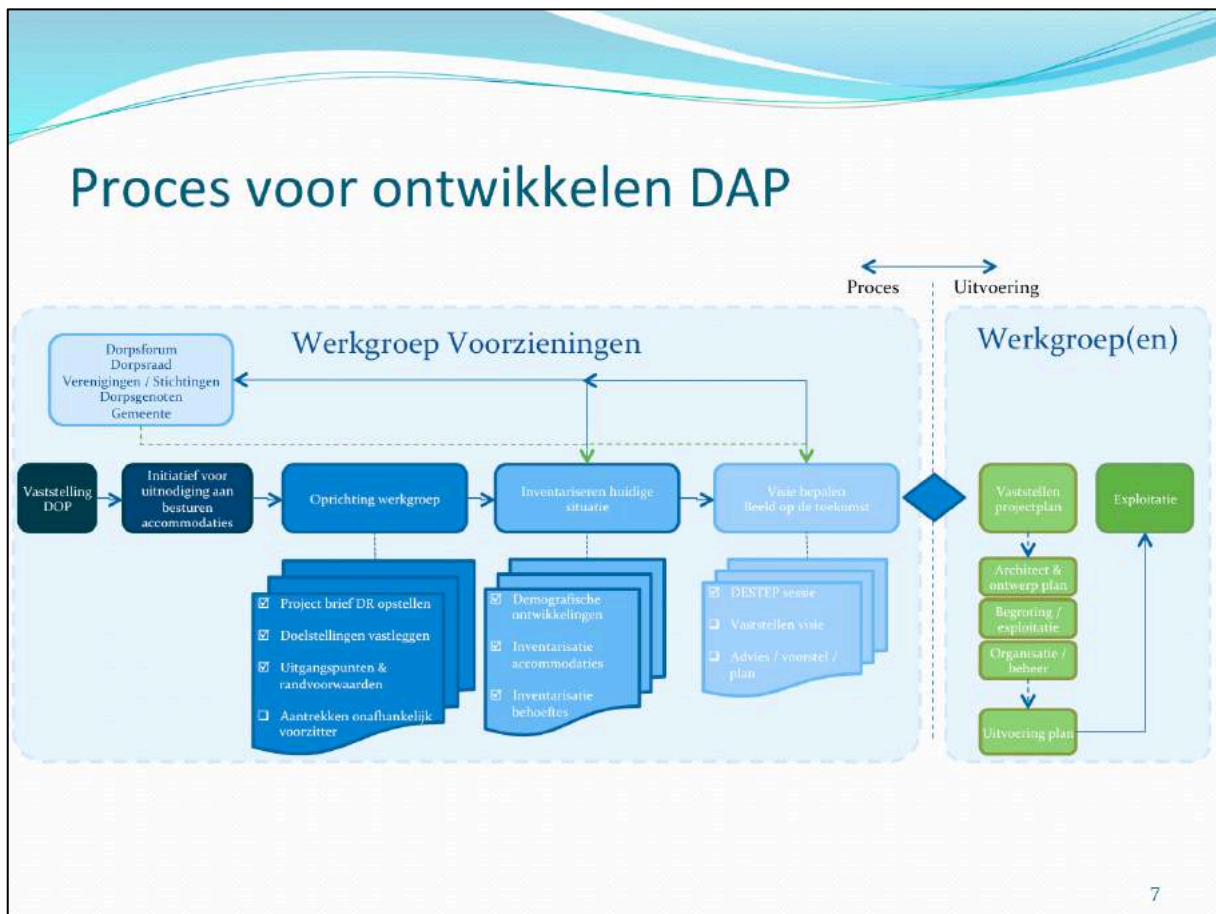 Proces voor ontwikkelen DAP
Proces
Uitvoering
Werkgroep Voorzieningen
Werkgroep(en)
Dorpsforum
Dorpsraad
Verenigingen / Stichtingen
Dorpsgenoten
Gemeente
Vaststelling
DOP
Initiatief voor
uitnodiging aan
besturen
accommodaties
Oprichting werkgroep
Inventariseren huidige
situatie
Visie bepalen
Beeld op de toekomst
Vaststellen
projectplan
Exploitatie
☑ Project brief DR opstellen
☑ Doelstellingen vastleggen
☑ Uitgangspunten &
randvoorwaarden
❑ Aantrekken onafhankelijk
voorzitter
☑ Demografische
ontwikkelingen
☑ Inventarisatie
accommodaties
☑ Inventarisatie
behoeftes
☑ DESTEP sessie
❑ Vaststellen visie
❑ Advies / voorstel /
plan
Architect &
ontwerp plan
Begroting /
exploitatie
Organisatie /
beheer
Uitvoering plan
7